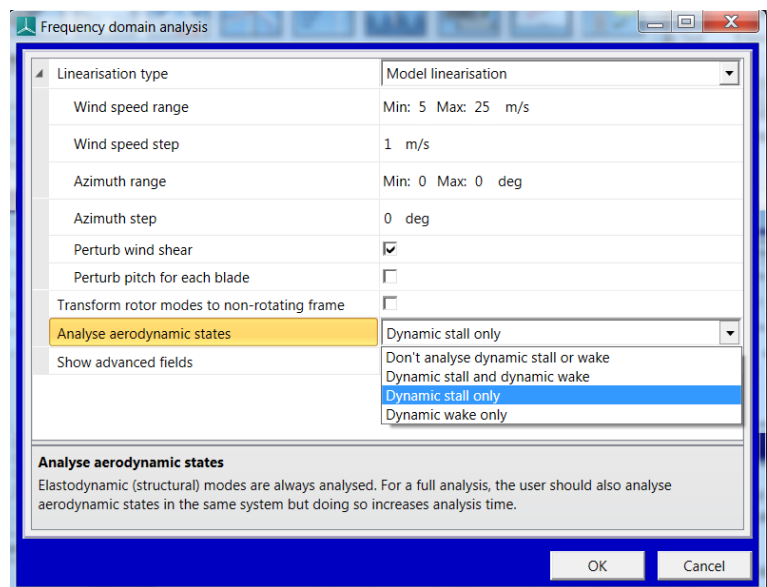 Frequency domain analysis
Linearisation type Model linearisation
Wind speed range Min: 5 Max: 25 m/s
Wind speed step 1 m/s
Azimuth range Min: 0 Max: 0 deg
Azimuth step 0 deg
Perturb wind shear
Perturb pitch for each blade
Transform rotor modes to non-rotating frame
Analyse aerodynamic states Dynamic stall only
Show advanced fields
Don't analyse dynamic stall or wake
Dynamic stall and dynamic wake
Dynamic stall only
Dynamic wake only
Analyse aerodynamic states
Elastodynamic (structural) modes are always analysed. For a full analysis, the user should also analyse
aerodynamic states in the same system but doing so increases analysis time.
OK Cancel